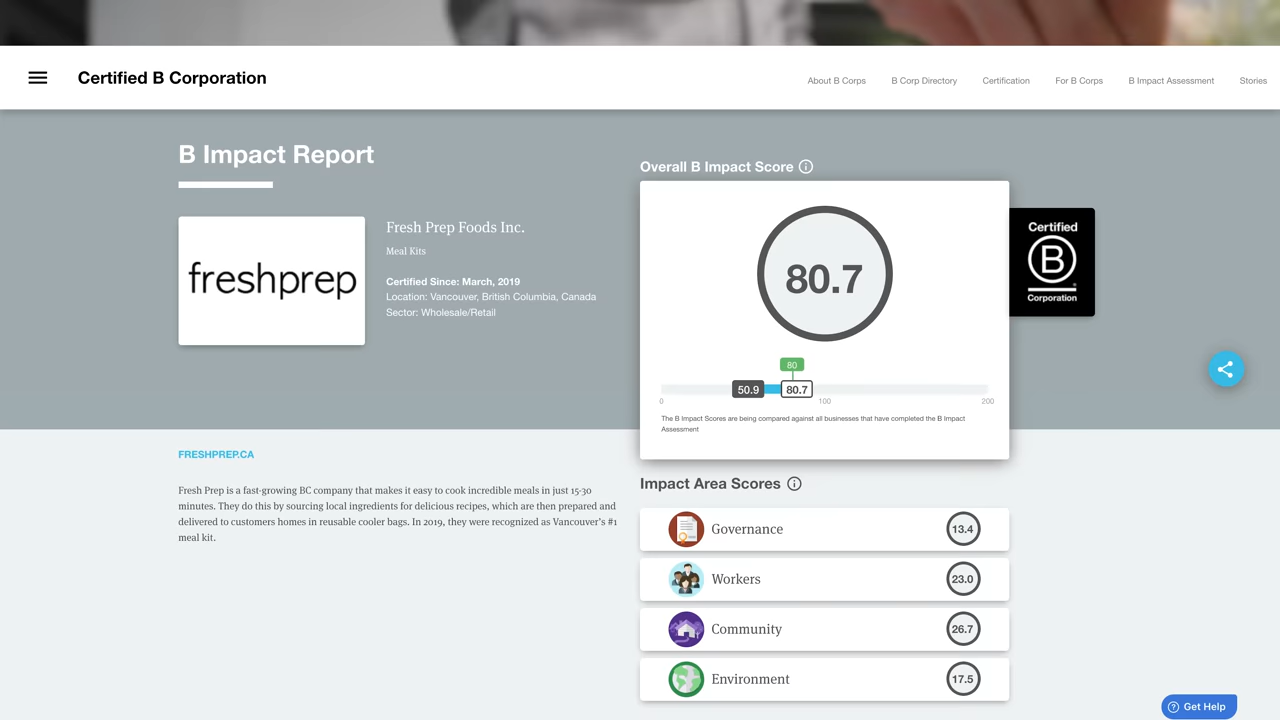 Certified B Corporation
About B Corps
B Corp Directory
Certification
For B Corps
B Impact Assessment
Stories
B Impact Report
freshprep
Fresh Prep Foods Inc.
Meal Kits
Certified Since: March, 2019
Location: Vancouver, British Columbia, Canada
Sector: Wholesale/Retail
Overall B Impact Score
80.7
80
50.9
80.7
0
100
200
The B Impact Scores are being compared against all businesses that have completed the B Impact
Assessment
Certified
B
®
Corporation
FRESHPREP.CA
Fresh Prep is a fast-growing BC company that makes it easy to cook incredible meals in just 15-30
minutes. They do this by sourcing local ingredients for delicious recipes, which are then prepared and
delivered to customers homes in reusable cooler bags. In 2019, they were recognized as Vancouver's #1
meal kit.
Impact Area Scores
Governance
13.4
Workers
23.0
Community
26.7
Environment
17.5
Get Help